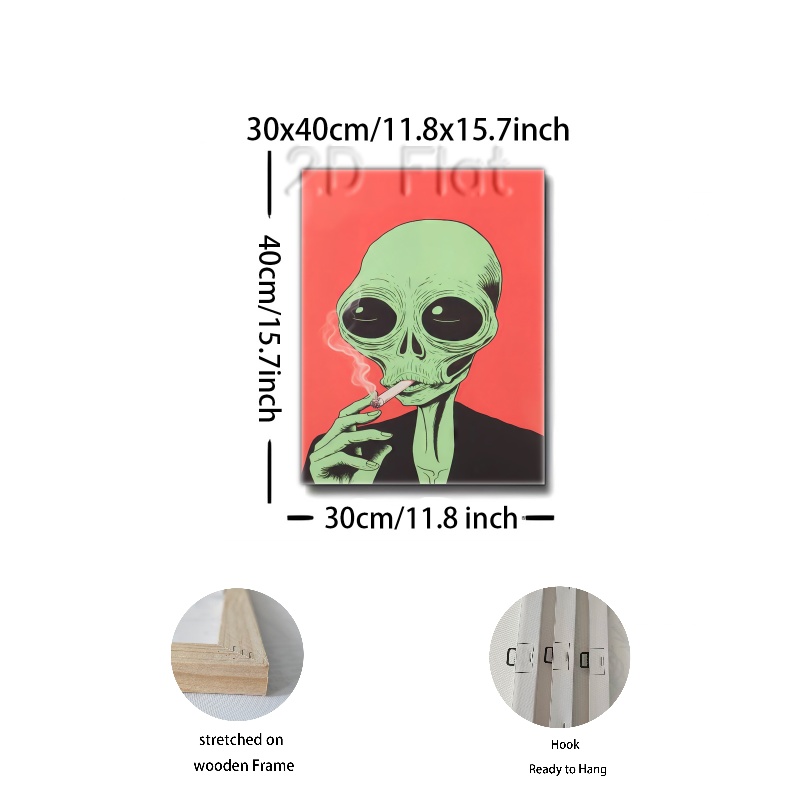 30x40cm/11.8x15.7inch
2D Flat
40cm/15.7inch
30cm/11.8 inch
stretched on
wooden Frame
Hook
Ready to Hang